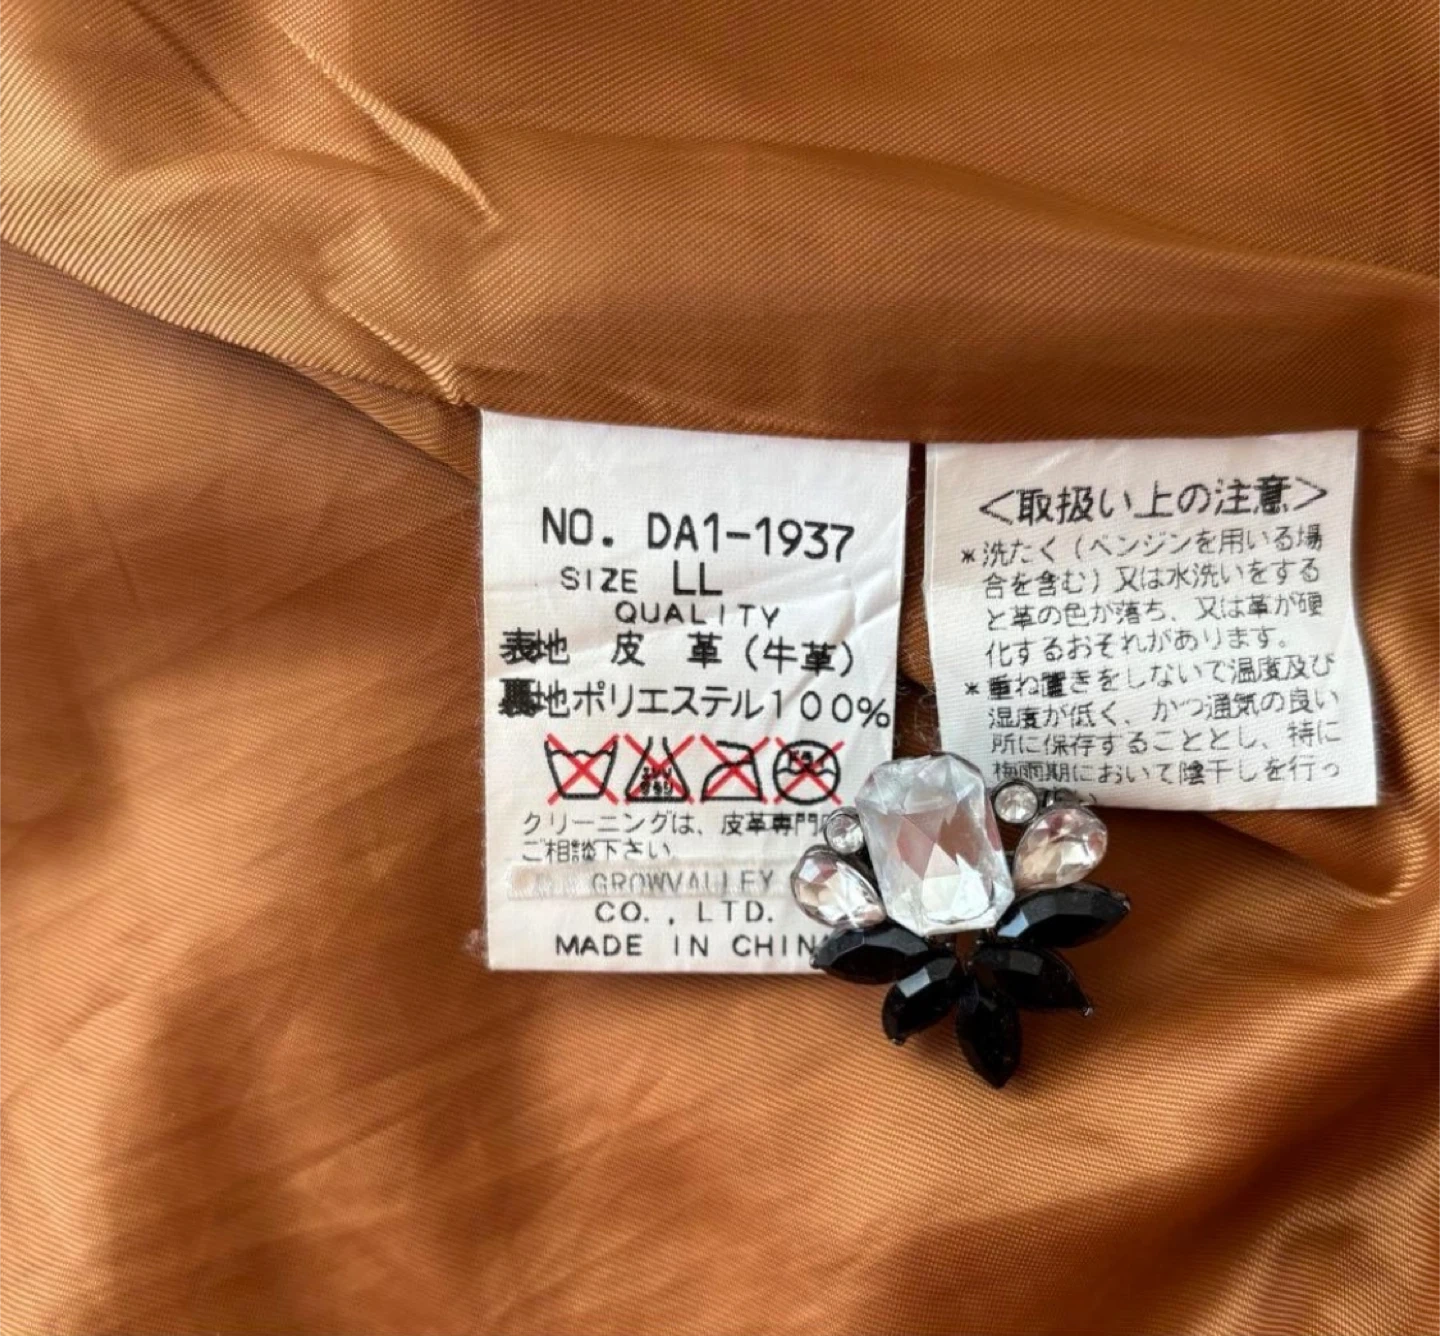 NO. DA1-1937
SIZE LL
QUALITY
表地 皮 革 (牛革)
裏地ポリエステル100%
クリーニングは、皮革専門
ご相談下さい。
GROWVALLEY
CO., LTD.
MADE IN CHIN
<取扱い上の注意>
*洗たく(ベンジンを用いる場
合を含む)又は水洗いをする
と革の色が落ち、又は革が硬
化するおそれがあります。
*重ね置きをしないで温度及び
湿度が低く、かつ通気の良い
所に保存することとし、特に
梅雨期において陰干しを行っ